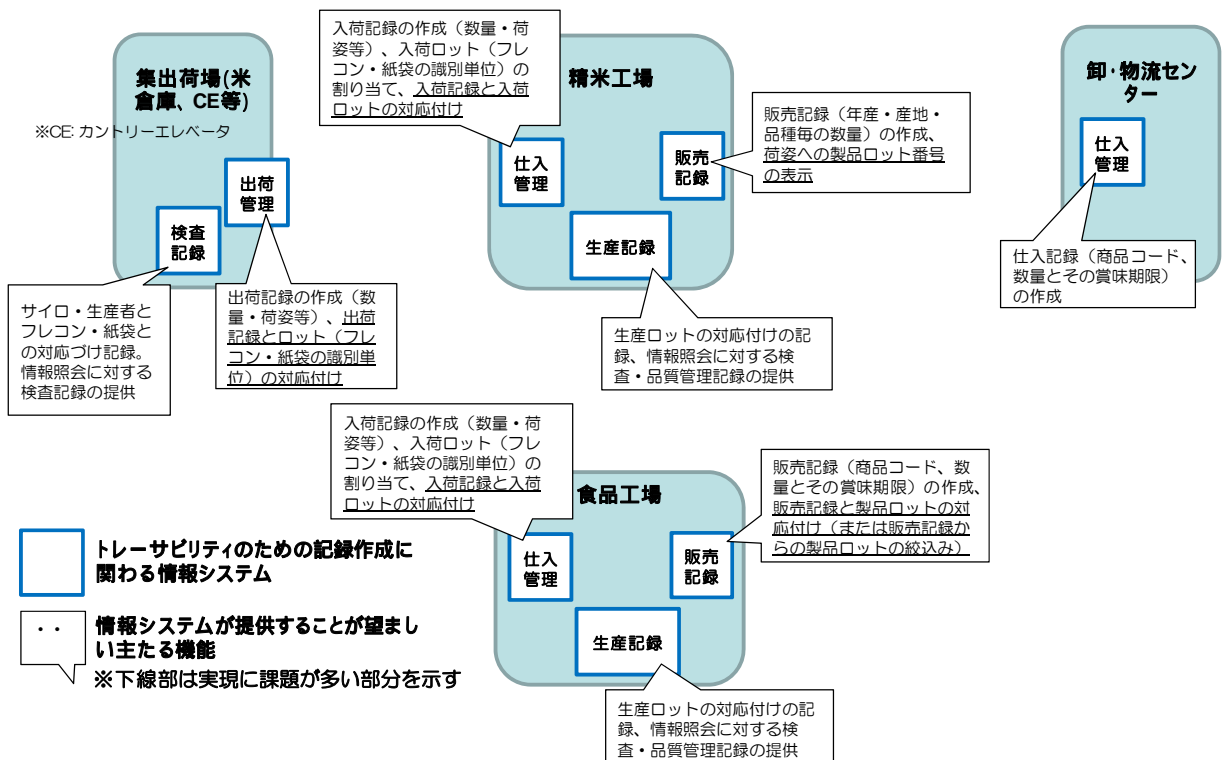 集出荷場(米
倉庫、CE等)
※CE: カントリーエレベータ
出荷
管理
検査
記録
サイロ・生産者と
フレコン・紙袋と
の対応づけ記録。
情報照会に対する
検査記録の提供
出荷記録の作成（数
量・荷姿等）、出荷
記録とロット（フレ
コン・紙袋の識別単
位）の対応付け
入荷記録の作成（数量・荷
姿等）、入荷ロット（フレ
コン・紙袋の識別単位）の
割り当て、入荷記録と入荷
ロットの対応付け
精米工場
仕入
管理
販売
記録
生産記録
販売記録（年産・産地・
品種毎の数量）の作成、
荷姿への製品ロット番号
の表示
生産ロットの対応付けの記
録、情報照会に対する検
査・品質管理記録の提供
卸・物流セン
ター
仕入
管理
仕入記録（商品コード、
数量とその賞味期限）
の作成
入荷記録の作成（数量・荷
姿等）、入荷ロット（フレ
コン・紙袋の識別単位）の
割り当て、入荷記録と入荷
ロットの対応付け
食品工場
仕入
管理
販売
記録
生産記録
販売記録（商品コード、数
量とその賞味期限）の作成、
販売記録と製品ロットの対
応付け（または販売記録か
らの製品ロットの絞込み）
生産ロットの対応付けの記
録、情報照会に対する検
査・品質管理記録の提供
トレーサビリティのための記録作成に
関わる情報システム
・・
情報システムが提供することが望まし
い主たる機能
※下線部は実現に課題が多い部分を示す